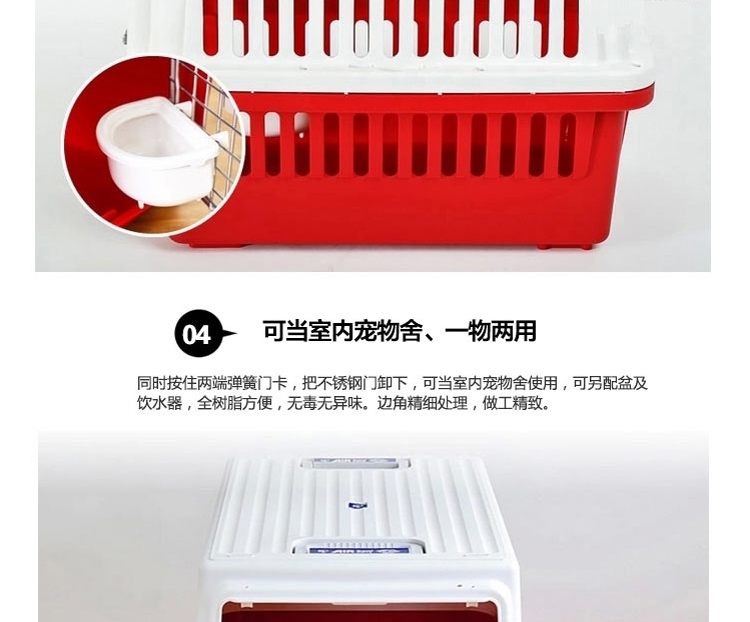 04
可当室内宠物舍、一物两用
同时按住两端弹簧门卡，把不锈钢门卸下，可当室内宠物舍使用，可另配盆及
饮水器，全树脂方便，无毒无异味。边角精细处理，做工精致。
AIR
AIR